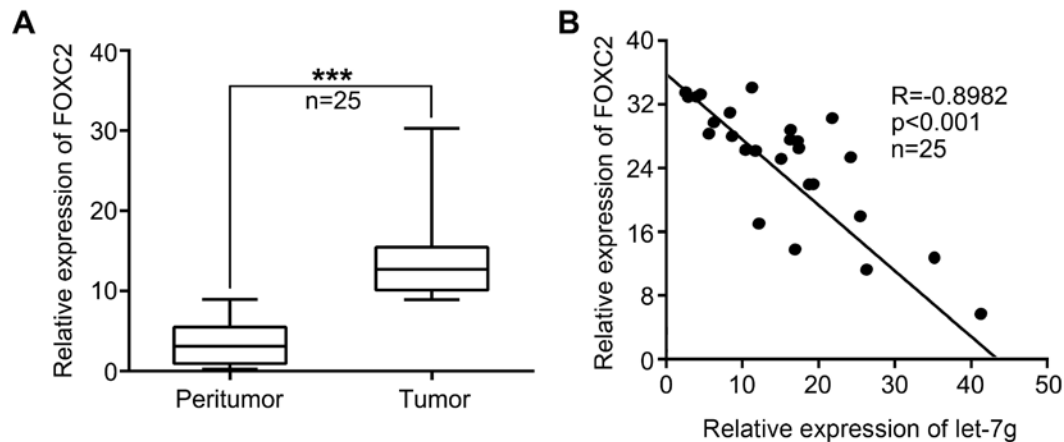 A
Relative expression of FOXC2
40
30
20
10
0
***
n=25
Peritumor
Tumor
B
Relative expression of FOXC2
40
32
24
16
8
0
R=-0.8982
p<0.001
n=25
0 10 20 30 40 50
Relative expression of let-7g